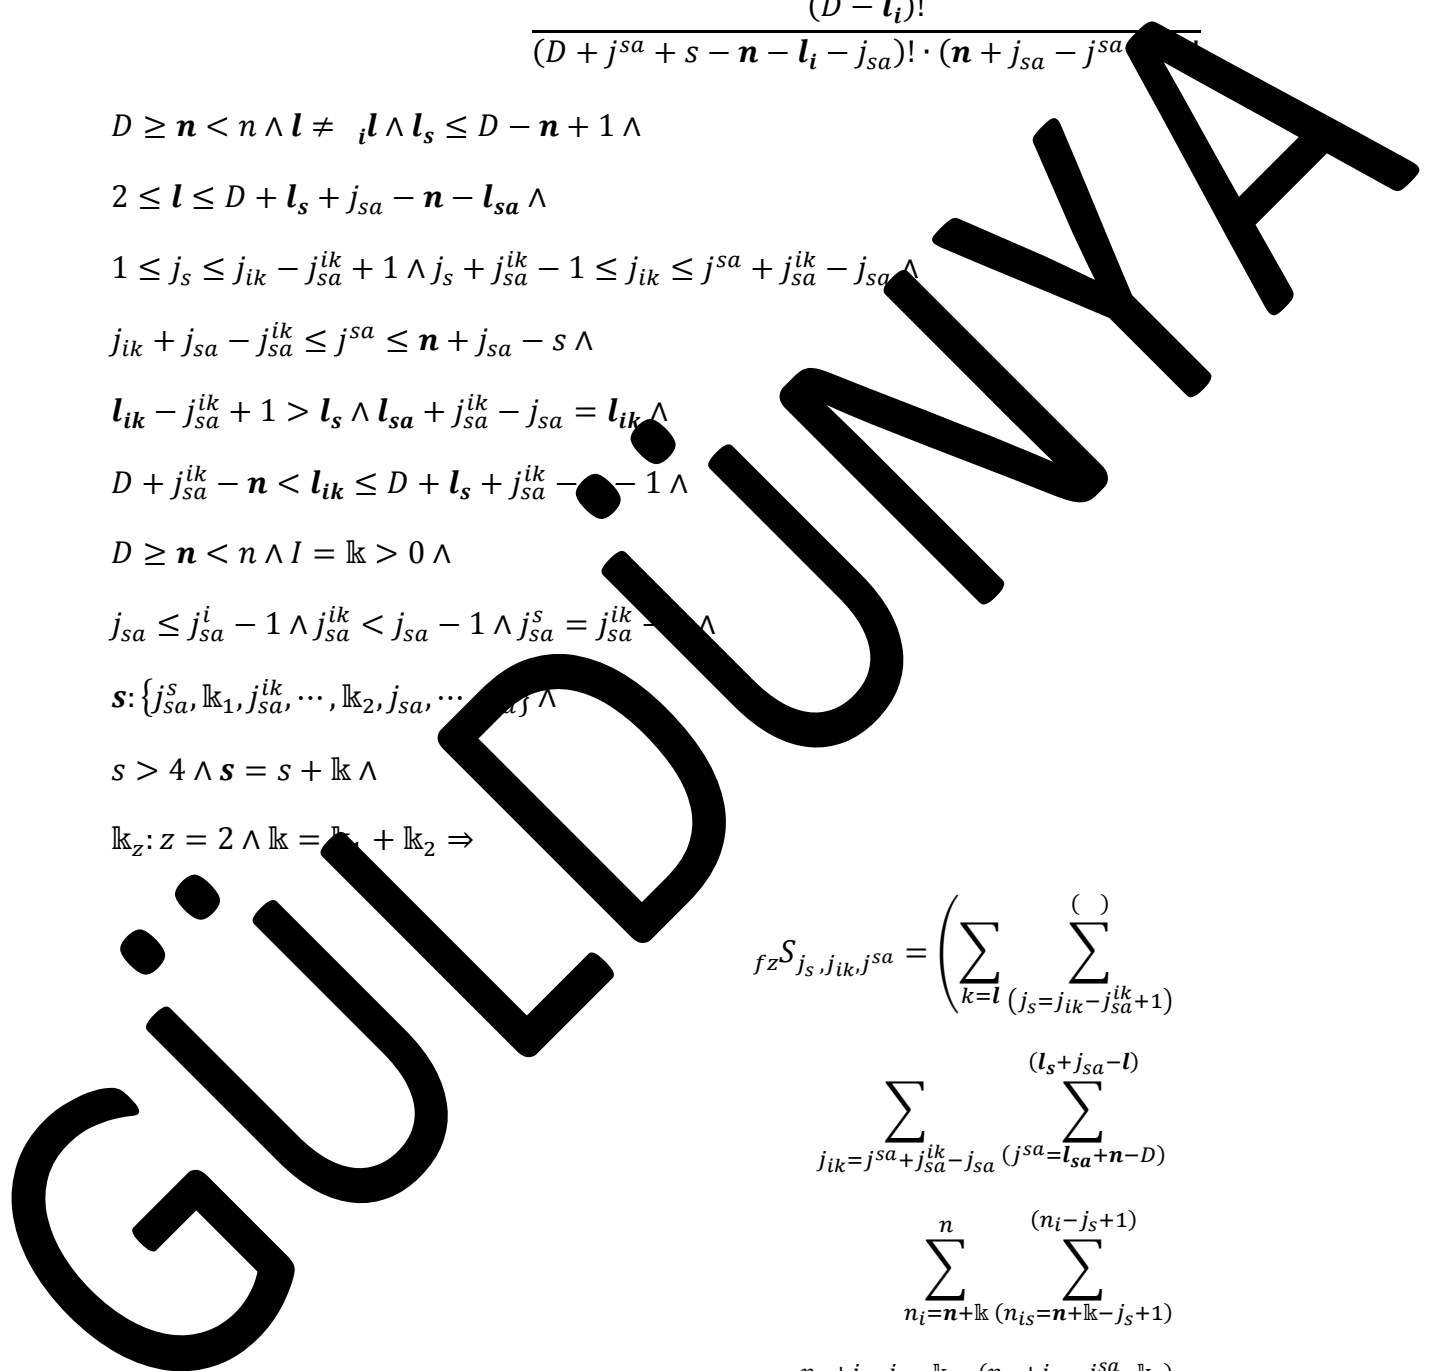 (D − l_i)!
(D + j^{sa} + s − n − l_i − j_{sa})! · (n + j_{sa} − j^{sa}
D ≥ n < n ∧ l ≠ _il ∧ l_s ≤ D − n + 1 ∧
2 ≤ l ≤ D + l_s + j_{sa} − n − l_{sa} ∧
1 ≤ j_s ≤ j_{ik} − j_{sa}^{ik} + 1 ∧ j_s + j_{sa}^{ik} − 1 ≤ j_{ik} ≤ j^{sa} + j_{sa}^{ik} − j_{sa} ∧
j_{ik} + j_{sa} − j_{sa}^{ik} ≤ j^{sa} ≤ n + j_{sa} − s ∧
l_{ik} − j_{sa}^{ik} + 1 > l_s ∧ l_{sa} + j_{sa}^{ik} − j_{sa} = l_{ik} ∧
D + j_{sa}^{ik} − n < l_{ik} ≤ D + l_s + j_{sa}^{ik} − − 1 ∧
D ≥ n < n ∧ I = 𝕜 > 0 ∧
j_{sa} ≤ j_{sa}^{i} − 1 ∧ j_{sa}^{ik} < j_{sa} − 1 ∧ j_{sa}^{s} = j_{sa}^{ik} − ∧
s: {j_{sa}^{s}, 𝕜_1, j_{sa}^{ik}, ⋯ , 𝕜_2, j_{sa}, ⋯ } ∧
s > 4 ∧ s = s + 𝕜 ∧
𝕜_z: z = 2 ∧ 𝕜 = 𝕜_1 + 𝕜_2 ⇒
_{fz}S_{j_s ,j_{ik},j^{sa}} = ( ∑_{k=l} ∑_{(j_s=j_{ik}−j_{sa}^{ik}+1)}^{( )}
∑_{j_{ik}=j^{sa}+j_{sa}^{ik}−j_{sa}} ∑_{(j^{sa}=l_{sa}+n−D)}^{(l_s+j_{sa}−l)}
∑_{n_i=n+𝕜}^{n} ∑_{(n_{is}=n+𝕜−j_s+1)}^{(n_i−j_s+1)}
GÜLDÜNYA